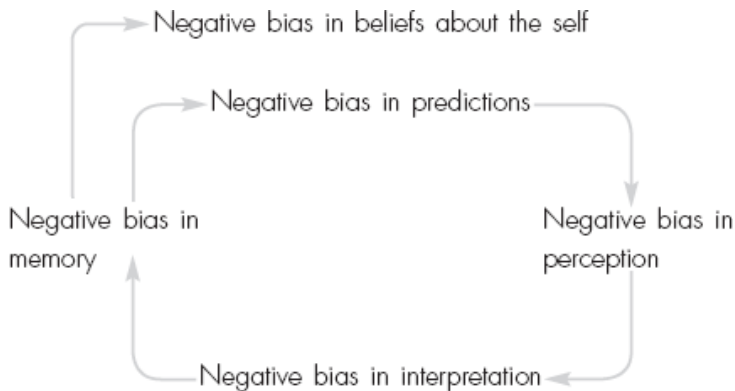 Negative bias in beliefs about the self
Negative bias in predictions
Negative bias in
memory
Negative bias in
perception
Negative bias in interpretation